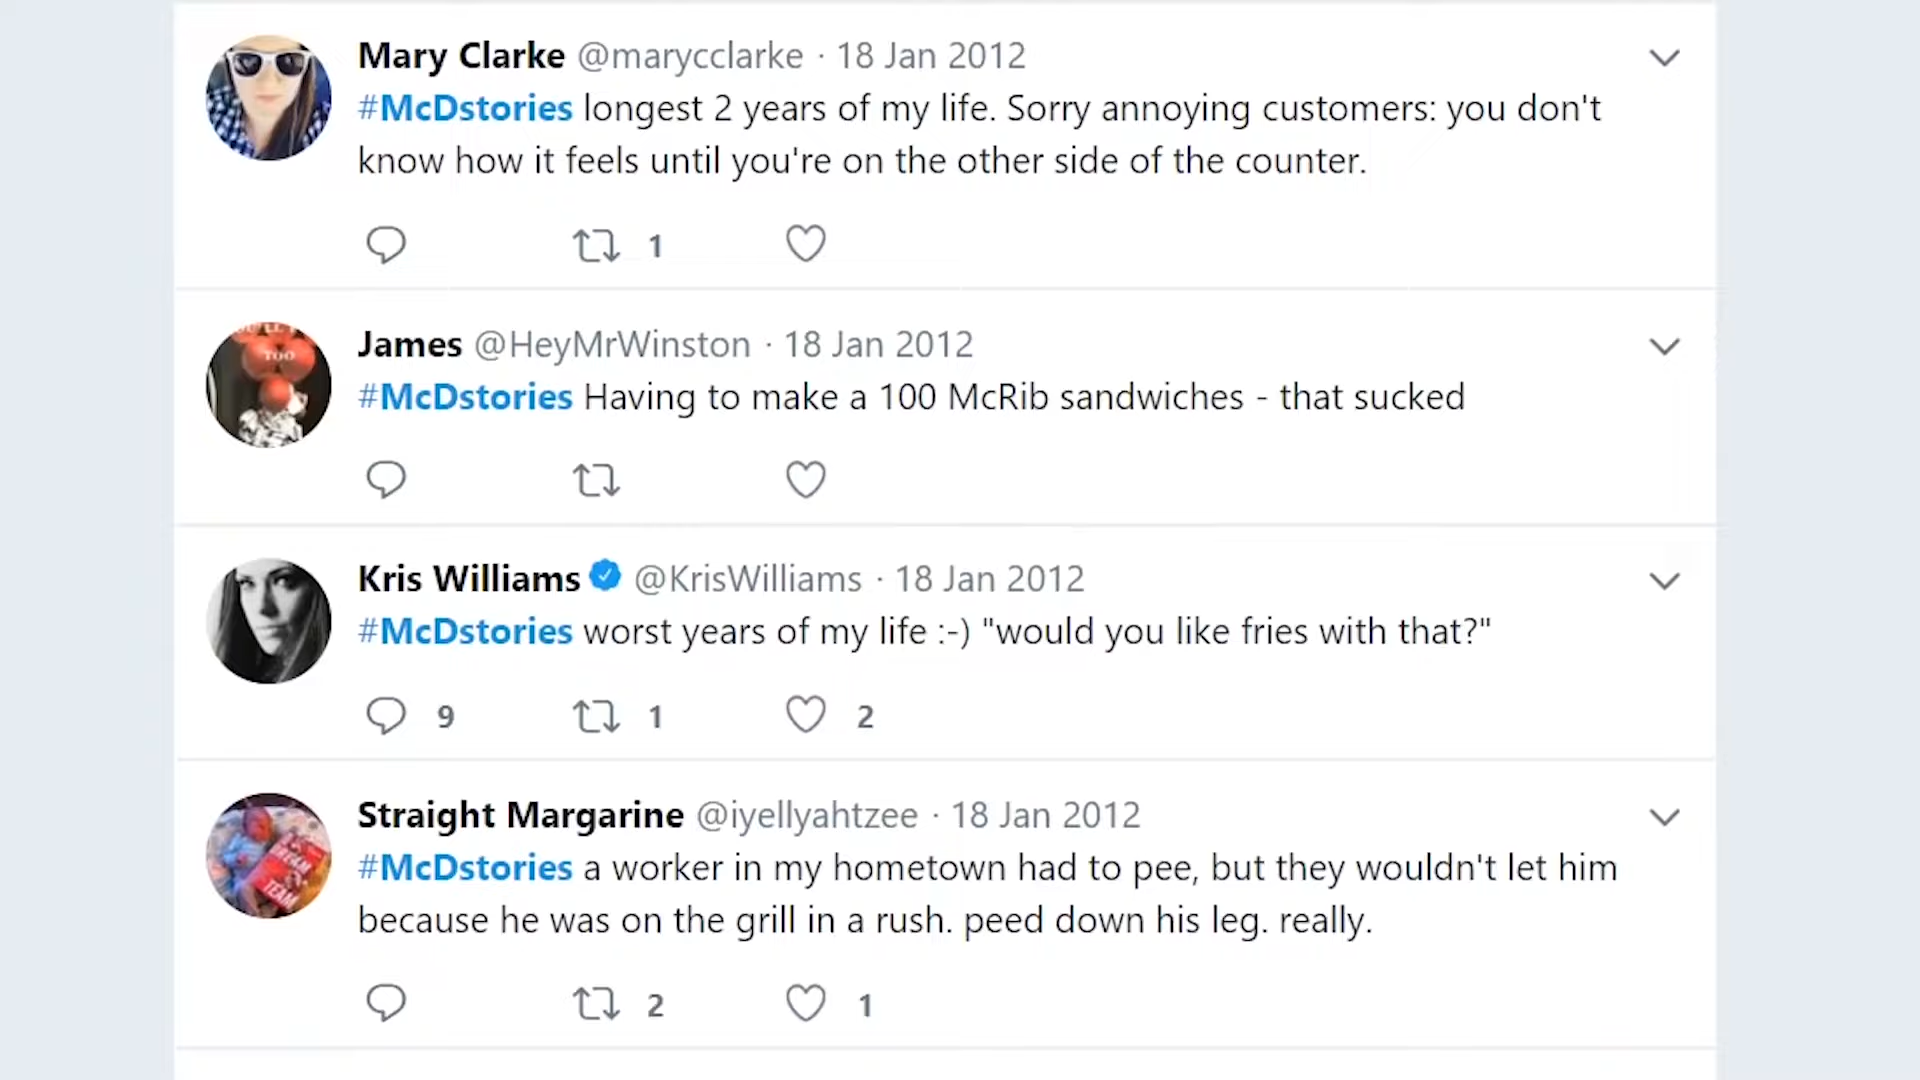 Mary Clarke @marycclarke · 18 Jan 2012
#McDstories longest 2 years of my life. Sorry annoying customers: you don't
know how it feels until you're on the other side of the counter.
1
TOO
James @HeyMrWinston · 18 Jan 2012
#McDstories Having to make a 100 McRib sandwiches - that sucked
Kris Williams @KrisWilliams · 18 Jan 2012
#McDstories worst years of my life :-) "would you like fries with that?"
9 1 2
Straight Margarine @iyellyahtzee · 18 Jan 2012
#McDstories a worker in my hometown had to pee, but they wouldn't let him
because he was on the grill in a rush. peed down his leg. really.
TEAM
2 1